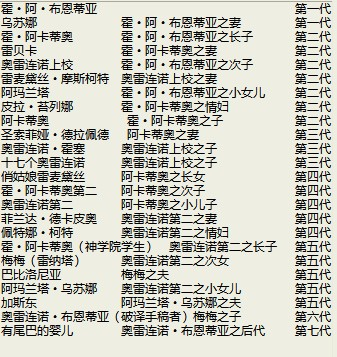 霍·阿·布恩蒂亚 第一代
乌苏娜 霍·阿·布恩蒂亚之妻 第一代
霍·阿卡蒂奥 霍·阿·布恩蒂亚之长子 第二代
雷贝卡 霍·阿卡蒂奥之妻 第二代
奥雷连诺上校 霍·阿·布恩蒂亚之次子 第二代
雷麦黛丝·摩斯柯特 奥雷连诺上校之妻 第二代
阿玛兰塔 霍·阿·布恩蒂亚之小女儿 第二代
皮拉·苔列娜 霍·阿卡蒂奥之情妇 第二代
阿卡蒂奥 霍·阿卡蒂奥之子 第二代
圣索菲娅·德拉佩德 阿卡蒂奥之妻 第三代
奥雷连诺·霍塞 奥雷连诺上校之子 第三代
十七个奥雷连诺 奥雷连诺上校之子 第三代
俏姑娘雷麦黛丝 阿卡蒂奥之长女 第四代
霍·阿卡蒂奥第二 阿卡蒂奥之次子 第四代
奥雷连诺第二 阿卡蒂奥之小儿子 第四代
菲兰达·德卡皮奥 奥雷连诺第二之妻 第四代
佩特娜·柯特 奥雷连诺第二之情妇 第四代
霍·阿卡蒂奥（神学院学生） 奥雷连诺第二之长子 第五代
梅梅（雷纳塔） 奥雷连诺第二之次女 第五代
巴比洛尼亚 梅梅之夫 第五代
阿玛兰塔·乌苏娜 奥雷连诺第二之小女儿 第五代
加斯东 阿玛兰塔·乌苏娜之夫 第五代
奥雷连诺·布恩蒂亚（破译手稿者）梅梅之子 第六代
有尾巴的婴儿 奥雷连诺·布恩蒂亚之后代 第七代